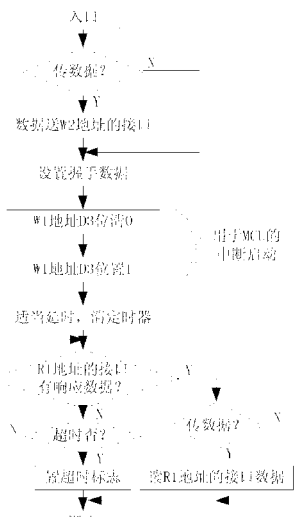 入口
传数据?
N
Y
数据送W2地址的接口
设置握手数据
W1地址D3位清0
用于MCU的
中断启动
W1地址D3位置1
适当延时，清定时器
R1地址的接口
有响应数据?
Y
N
N
超时否?
传数据?
Y
Y
置超时标志
读R1地址的接口数据